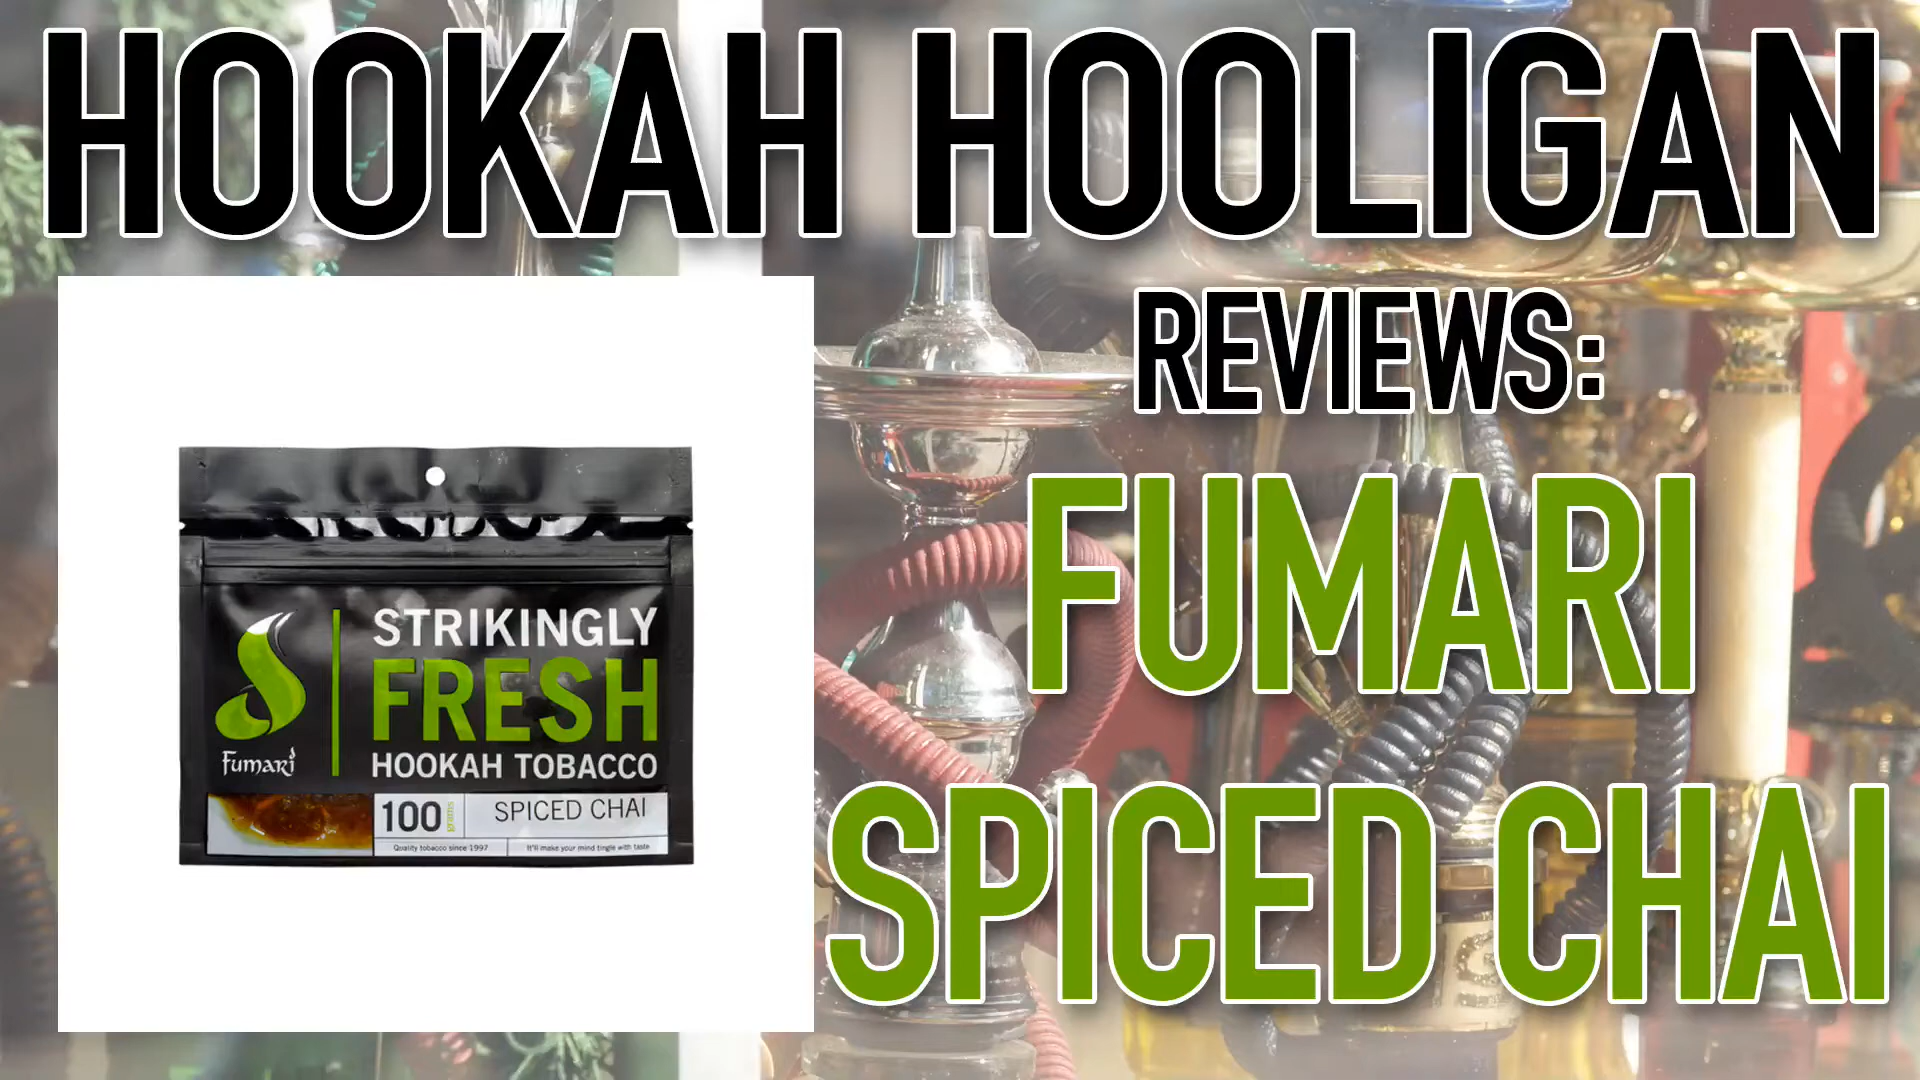 HOOKAH HOOLIGAN
REVIEWS:
FUMARI
SPICED CHAI
STRIKINGLY
FRESH
HOOKAH TOBACCO
Fumari
100 grams
SPICED CHAI
Quality tobacco since 1997
It'll make your mind tingle with taste